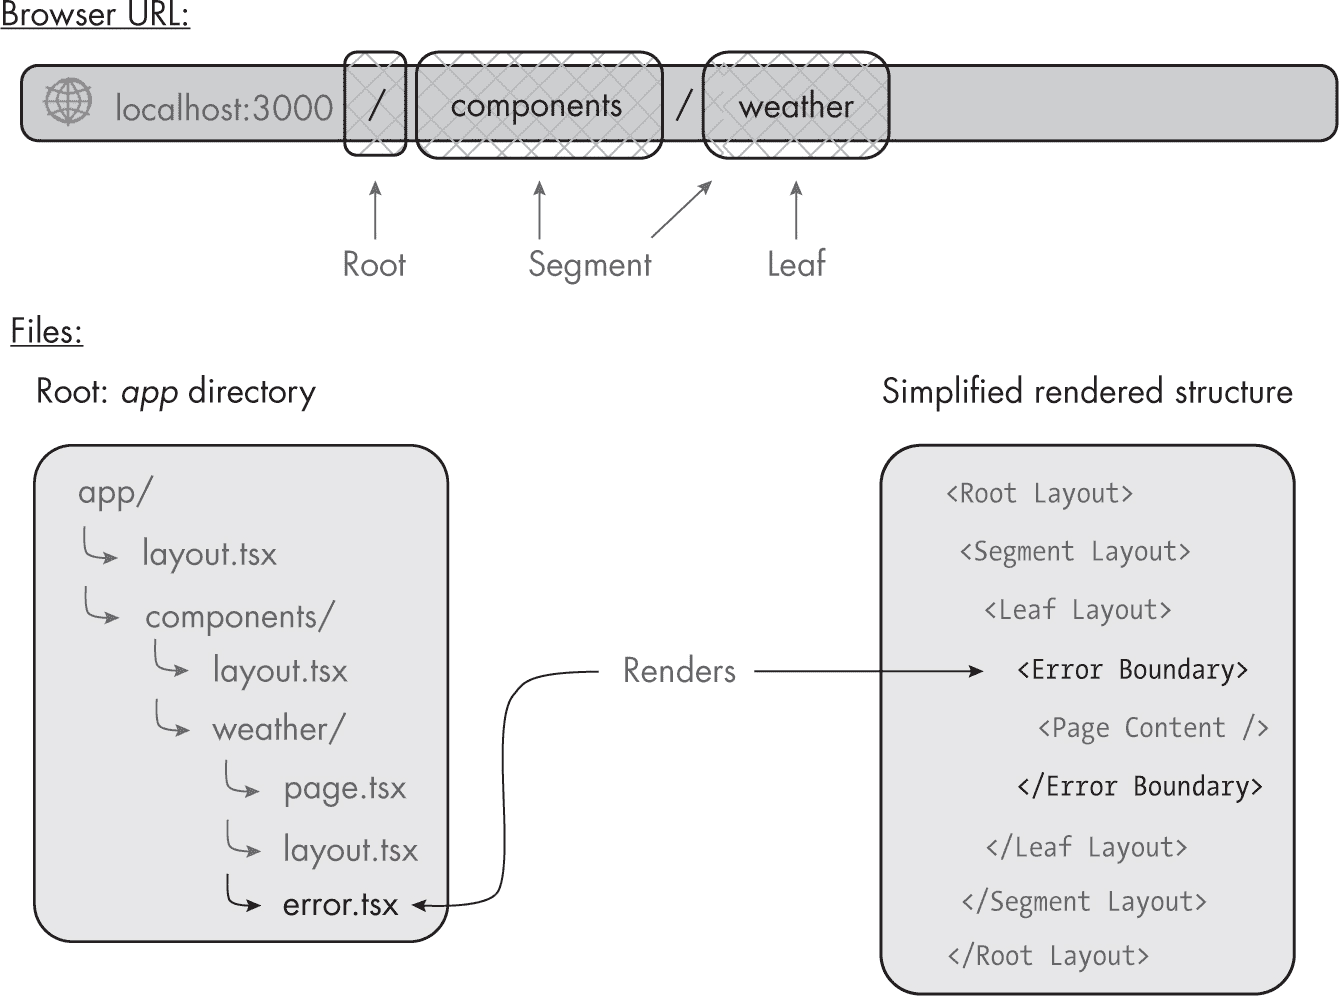 Browser URL:
localhost:3000 / components / weather
Root Segment Leaf
Files:
Root: app directory
app/
layout.tsx
components/
layout.tsx
weather/
page.tsx
layout.tsx
error.tsx
Renders
Simplified rendered structure
<Root Layout>
<Segment Layout>
<Leaf Layout>
<Error Boundary>
<Page Content />
</Error Boundary>
</Leaf Layout>
</Segment Layout>
</Root Layout>